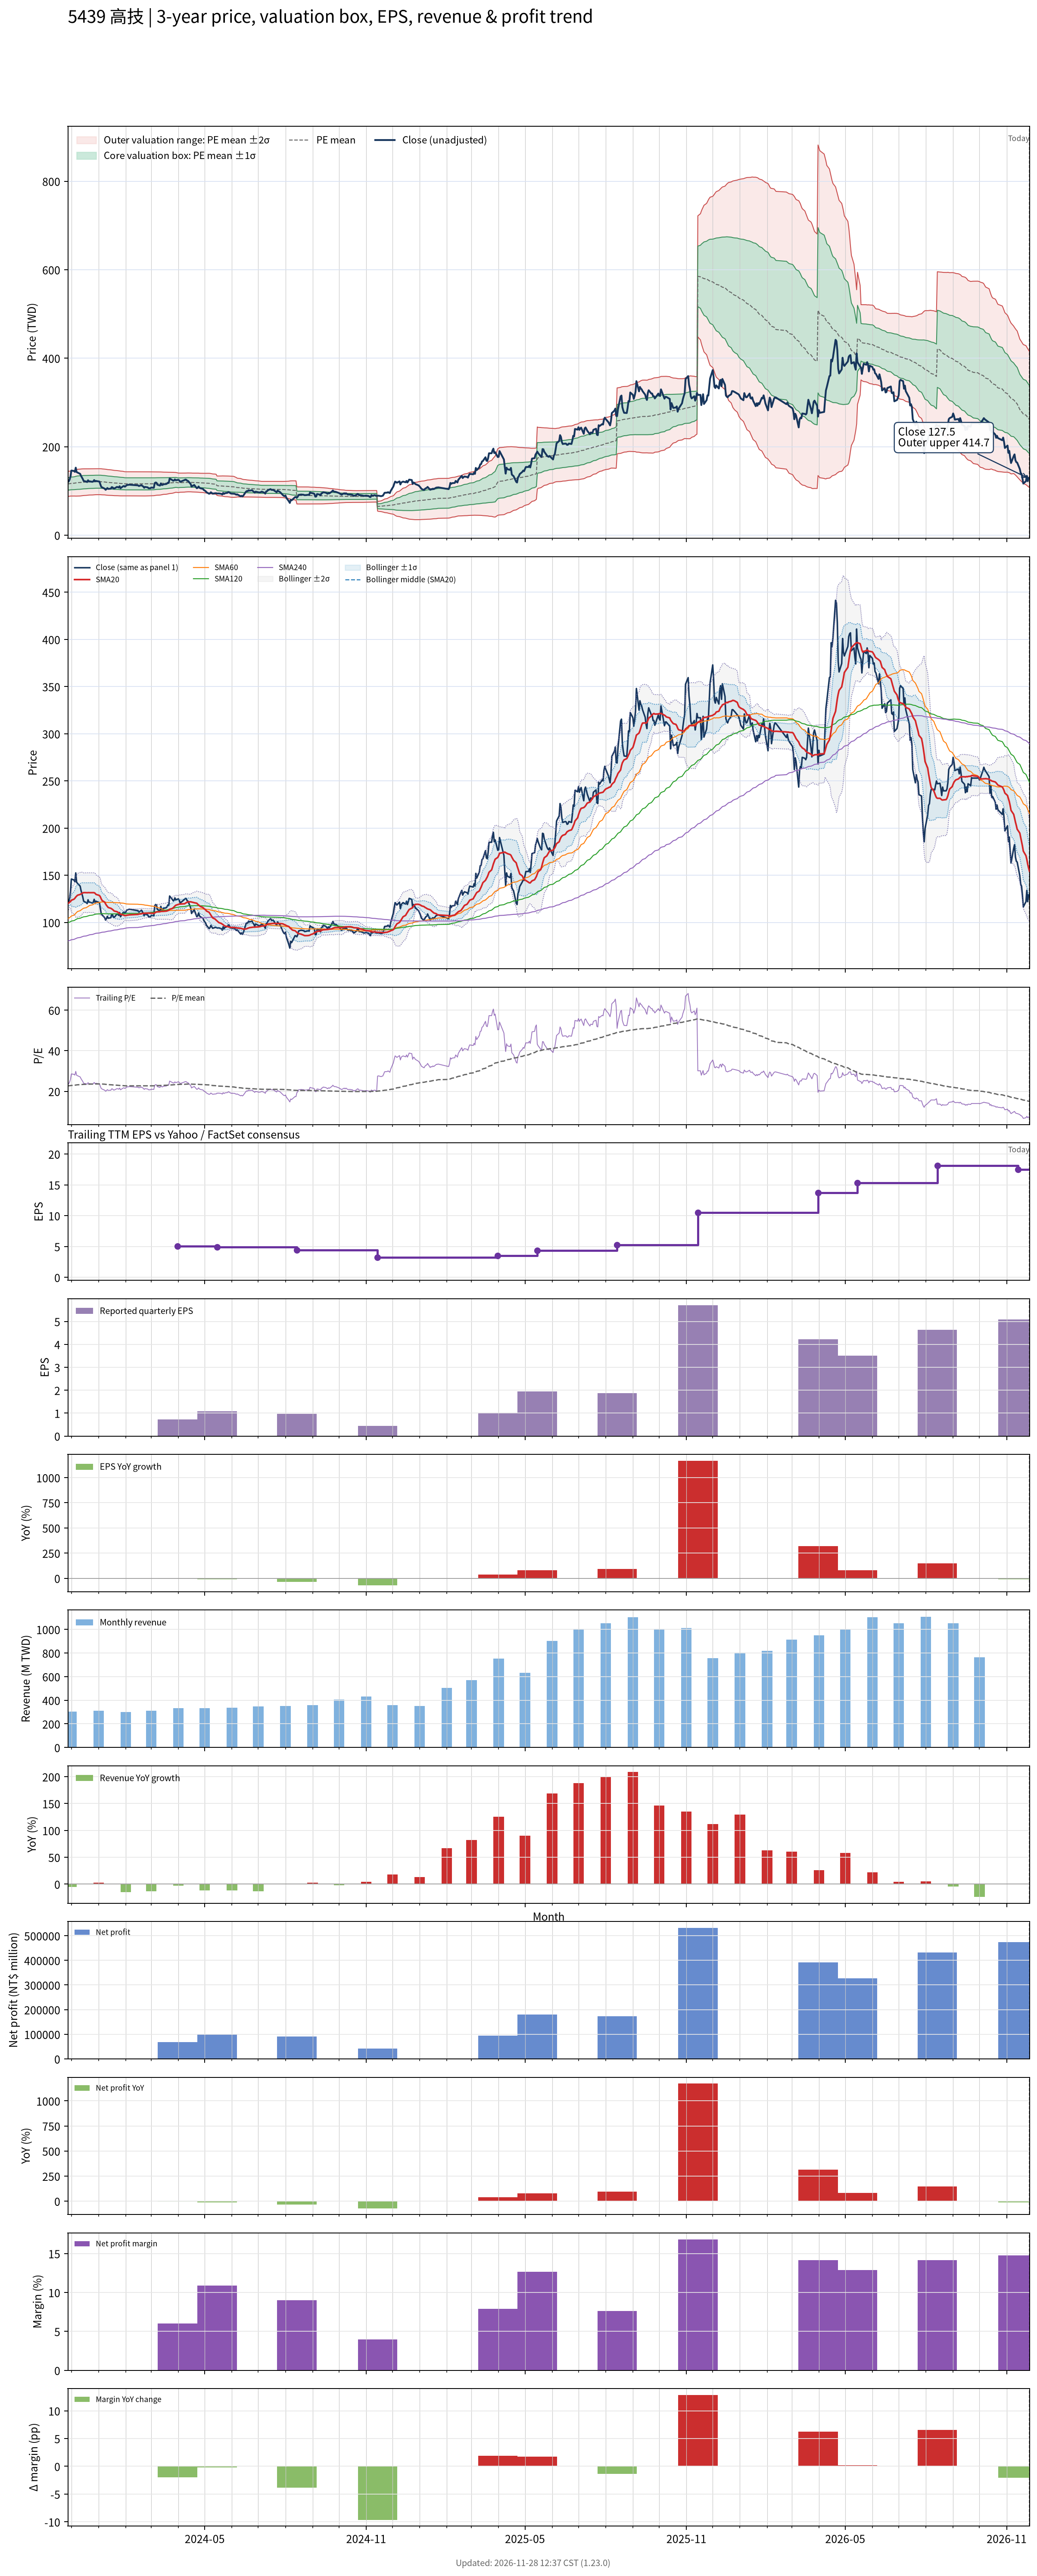 5439 高技 | 3-year price, valuation box, EPS, revenue & profit trend
Outer valuation range: PE mean ±2σ
PE mean
Close (unadjusted)
Core valuation box: PE mean ±1σ
Today
800
600
400
200
0
Price (TWD)
Close 127.5
Outer upper 414.7
Close (same as panel 1)
SMA60
SMA240
Bollinger ±1σ
SMA20
SMA120
Bollinger ±2σ
Bollinger middle (SMA20)
450
400
350
300
250
200
150
100
Price
Trailing P/E
P/E mean
60
40
20
P/E
Trailing TTM EPS vs Yahoo / FactSet consensus
Today
20
15
10
5
0
EPS
Reported quarterly EPS
5
4
3
2
1
0
EPS
EPS YoY growth
1000
750
500
250
0
YoY (%)
Monthly revenue
1000
800
600
400
200
0
Revenue (M TWD)
Revenue YoY growth
200
150
100
50
0
YoY (%)
Month
Net profit
500000
400000
300000
200000
100000
0
Net profit (NT$ million)
Net profit YoY
1000
750
500
250
0
YoY (%)
Net profit margin
15
10
5
0
Margin (%)
Margin YoY change
10
5
0
-5
-10
Δ margin (pp)
2024-05
2024-11
2025-05
2025-11
2026-05
2026-11
Updated: 2026-11-28 12:37 CST (1.23.0)